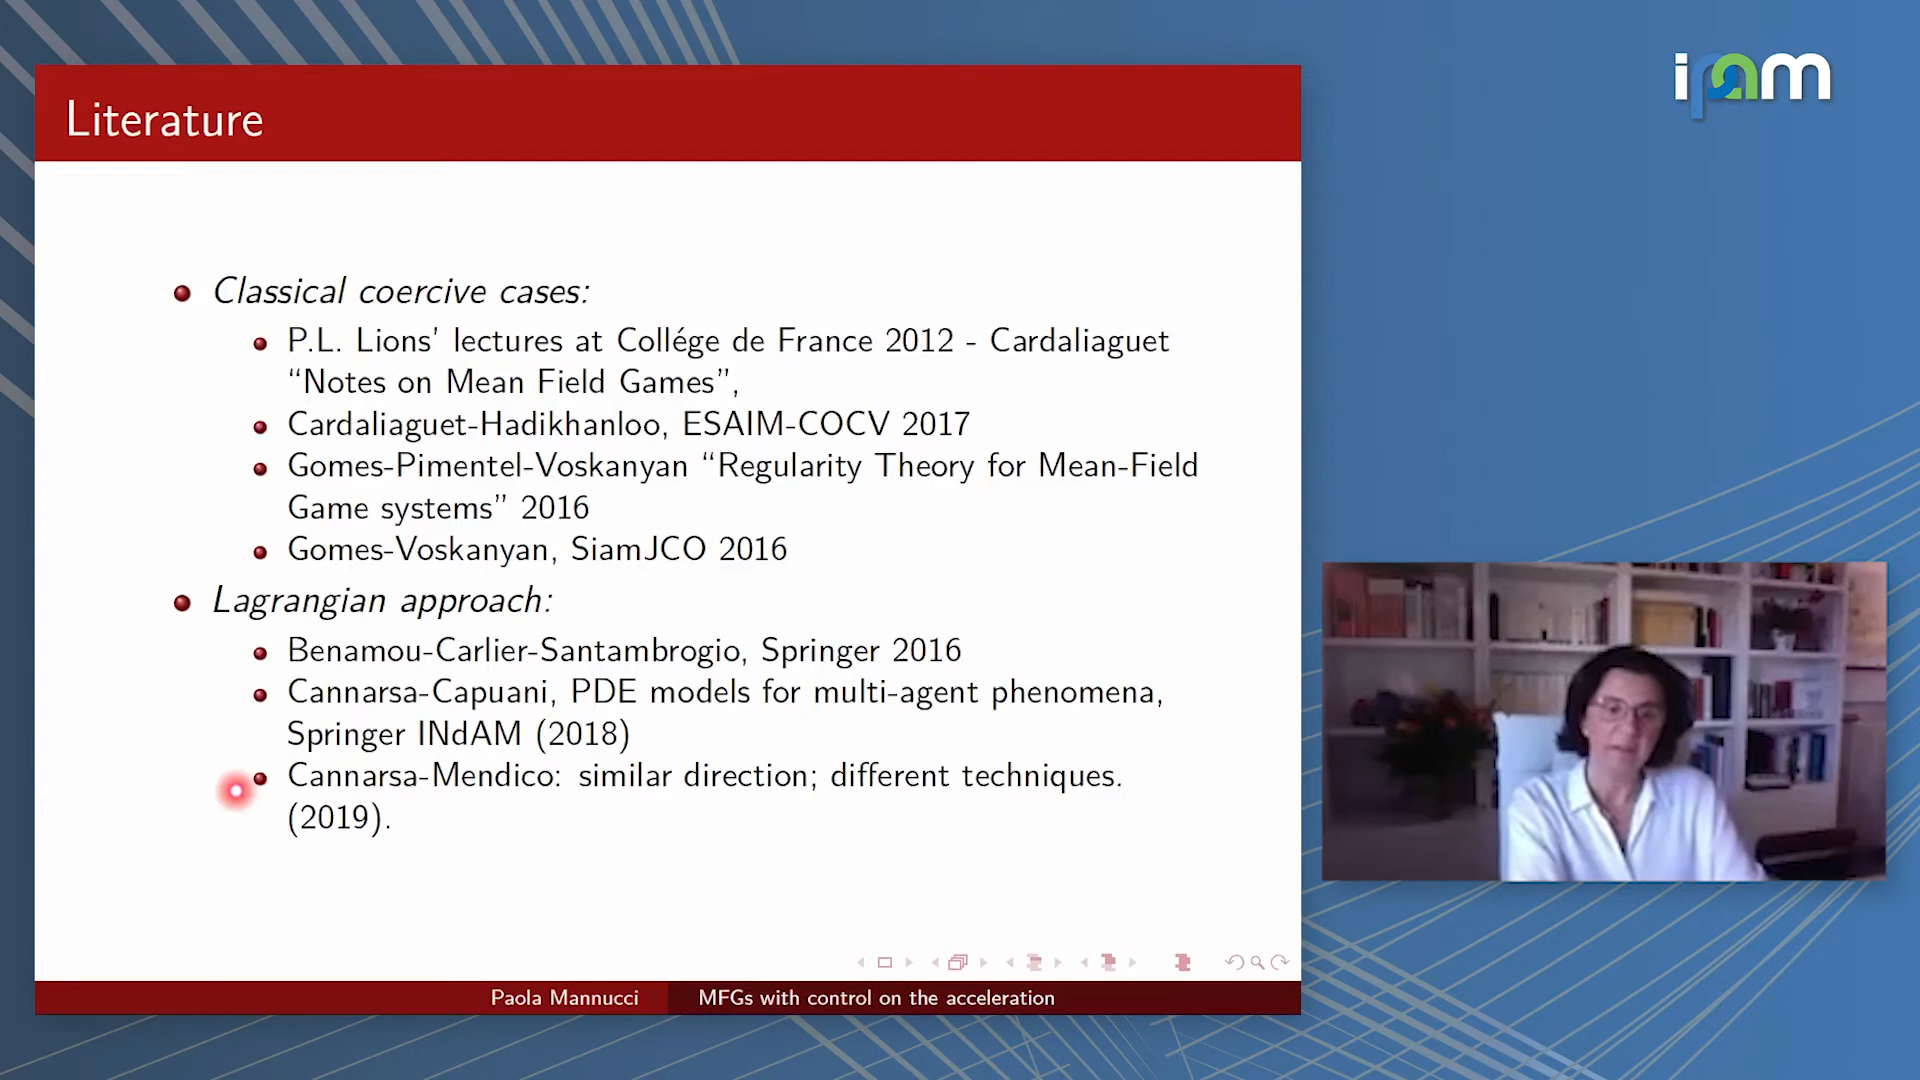 ipam
Literature
Classical coercive cases:
P.L. Lions' lectures at Collége de France 2012 - Cardaliaguet
“Notes on Mean Field Games”,
Cardaliaguet-Hadikhanloo, ESAIM-COCV 2017
Gomes-Pimentel-Voskanyan “Regularity Theory for Mean-Field
Game systems” 2016
Gomes-Voskanyan, SiamJCO 2016
Lagrangian approach:
Benamou-Carlier-Santambrogio, Springer 2016
Cannarsa-Capuani, PDE models for multi-agent phenomena,
Springer INdAM (2018)
Cannarsa-Mendico: similar direction; different techniques.
(2019).
Paola Mannucci
MFGs with control on the acceleration